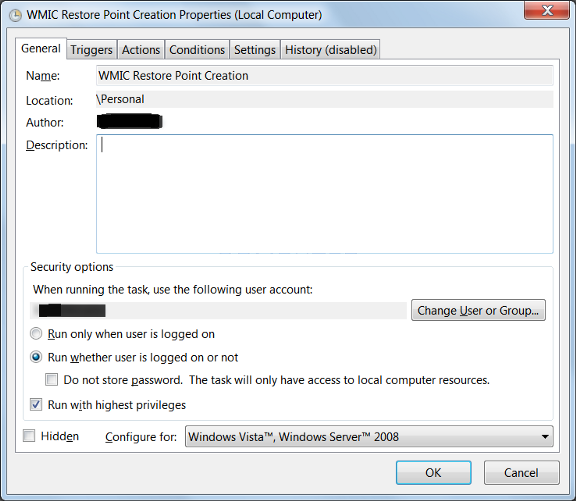 WMIC Restore Point Creation Properties (Local Computer)
General Triggers Actions Conditions Settings History (disabled)
Name: WMIC Restore Point Creation
Location: \Personal
Author:
Description:
Security options
When running the task, use the following user account:
Change User or Group...
Run only when user is logged on
Run whether user is logged on or not
Do not store password. The task will only have access to local computer resources.
Run with highest privileges
Hidden Configure for: Windows Vista™, Windows Server™ 2008
OK Cancel